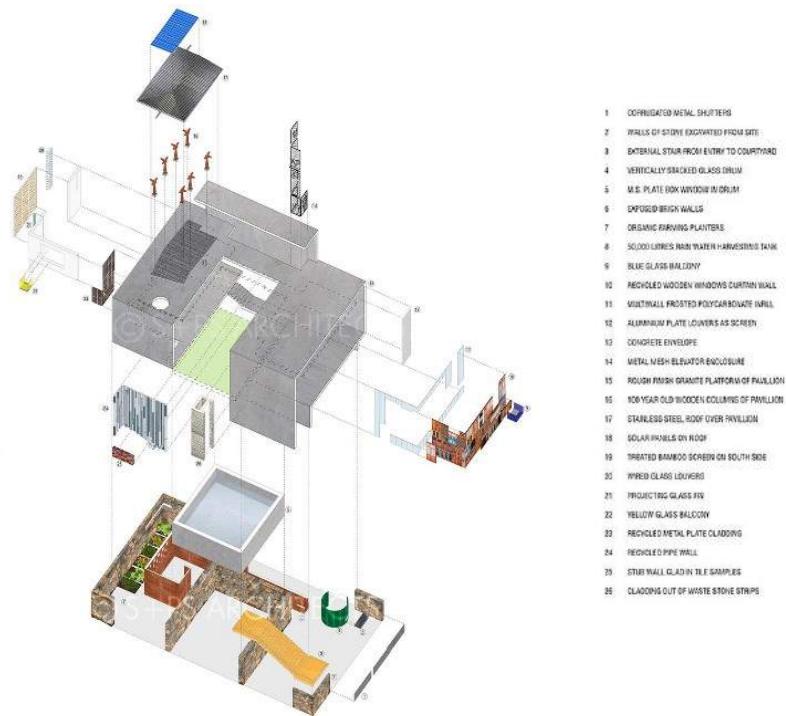 1 CORRUGATED METAL SHUTTERS
2 WALLS OF STONE EXCAVATED FROM SITE
3 EXTERNAL STAIR FROM ENTRY TO COURTYARD
4 VERTICALLY STACKED GLASS DRUM
5 M.S. PLATE BOX WINDOW IN DRUM
6 EXPOSED BRICK WALLS
7 ORGANIC FARMING PLANTERS
8 50,000 LITRES RAIN WATER HARVESTING TANK
9 BLUE GLASS BALCONY
10 RECYCLED WOODEN WINDOWS CURTAIN WALL
11 MULTIWALL FROSTED POLYCARBONATE INFILL
12 ALUMINIUM PLATE LOUVERS AS SCREEN
13 CONCRETE ENVELOPE
14 METAL MESH ELEVATOR ENCLOSURE
15 ROUGH FINISH GRANITE PLATFORM OF PAVILLION
16 100 YEAR OLD WOODEN COLUMNS OF PAVILLION
17 STAINLESS STEEL ROOF OVER PAVILLION
18 SOLAR PANELS ON ROOF
19 TREATED BAMBOO SCREEN ON SOUTH SIDE
20 WIRED GLASS LOUVERS
21 PROJECTING GLASS FIN
22 YELLOW GLASS BALCONY
23 RECYCLED METAL PLATE CLADDING
24 RECYCLED PIPE WALL
25 STUB WALL CLAD IN TILE SAMPLES
26 CLADDING OUT OF WASTE STONE STRIPS
© S+PS ARCHITEC
© S+PS ARCHITECTS